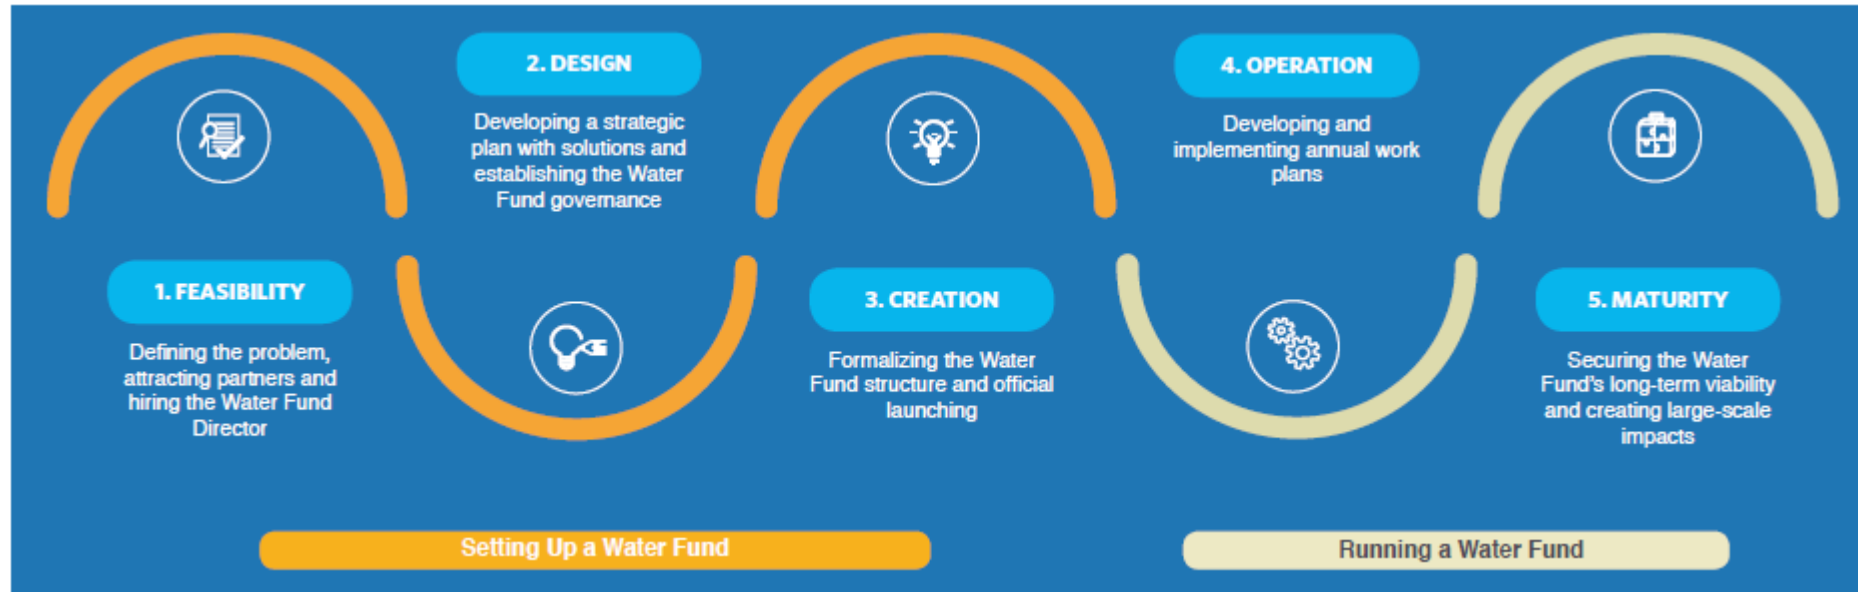 1. FEASIBILITY
Defining the problem,
attracting partners and
hiring the Water Fund
Director
2. DESIGN
Developing a strategic
plan with solutions and
establishing the Water
Fund governance
3. CREATION
Formalizing the Water
Fund structure and official
launching
4. OPERATION
Developing and
implementing annual work
plans
5. MATURITY
Securing the Water
Fund's long-term viability
and creating large-scale
impacts
Setting Up a Water Fund
Running a Water Fund